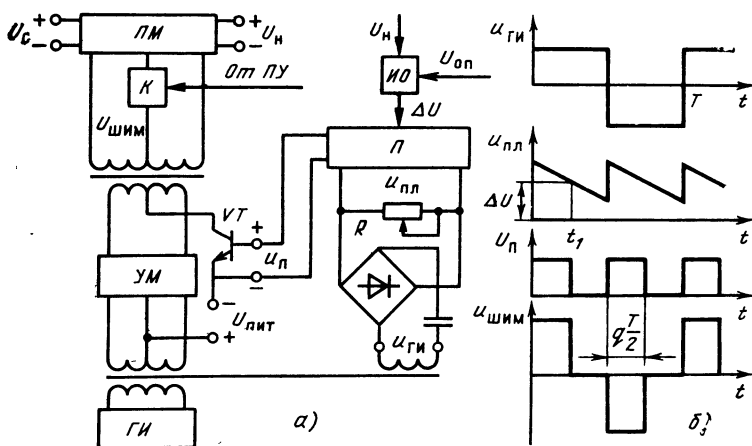 U_С
+
−
ПМ
+
−
U_Н
К
От ПУ
U_ШИМ
VT
+
u_П
−
−
U_пит
+
УМ
ГИ
а)
U_Н
ИО
U_оп
ΔU
П
u_пл
R
u_ГИ
u_ГИ
T
t
u_пл
ΔU
t_1
t
U_П
t
u_ШИМ
q T/2
t
б)